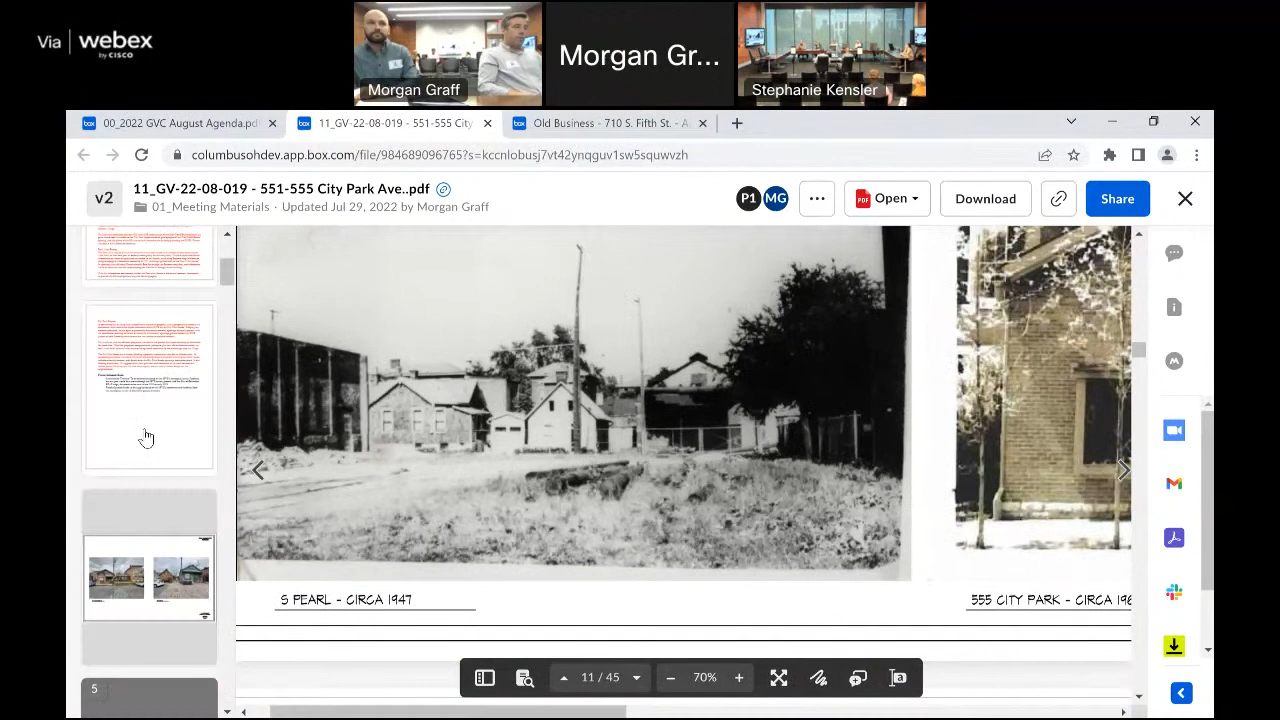 Via | webex
by CISCO
Morgan Graff
Morgan Gr...
Stephanie Kensler
00_2022 GVC August Agenda.pd
11_GV-22-08-019 - 551-555 City
Old Business - 710 S. Fifth St. - A
columbusohdev.app.box.com/file/984689096765?s=kccnlobusj7vt42ynqguv1sw5squwvzh
v2
11_GV-22-08-019 - 551-555 City Park Ave..pdf
01_Meeting Materials · Updated Jul 29, 2022 by Morgan Graff
P1 MG
Open
Download
Share
S PEARL - CIRCA 1947
555 CITY PARK - CIRCA 196
5
11 / 45
70%